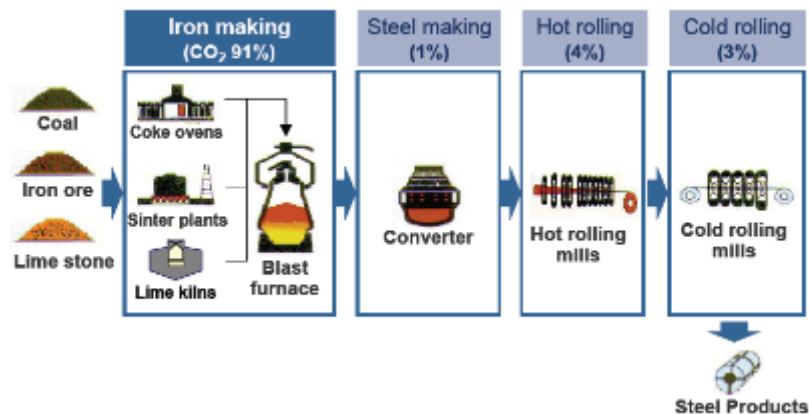 Iron making
(CO₂ 91%)
Steel making
(1%)
Hot rolling
(4%)
Cold rolling
(3%)
Coal
Iron ore
Lime stone
Coke ovens
Sinter plants
Lime kilns
Blast
furnace
Converter
Hot rolling
mills
Cold rolling
mills
Steel Products